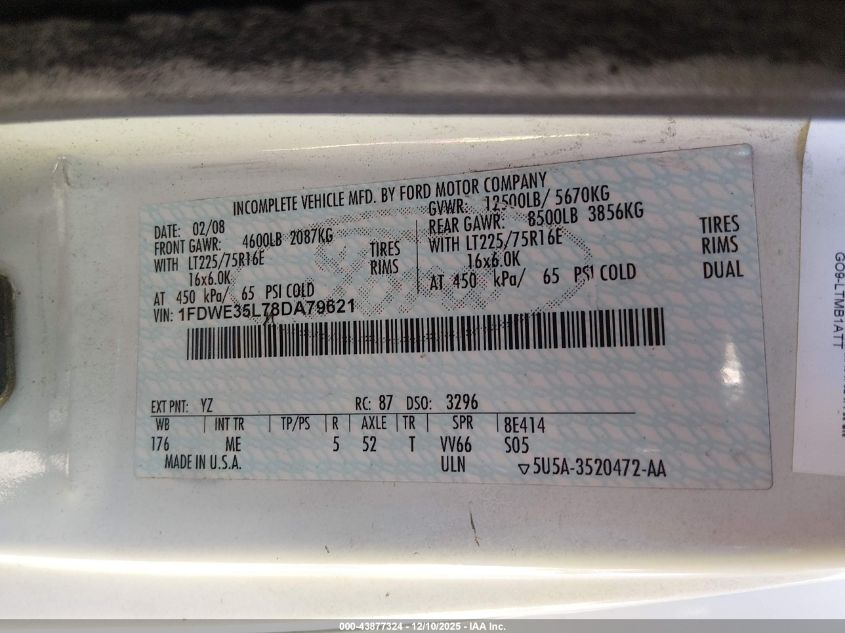 INCOMPLETE VEHICLE MFD. BY FORD MOTOR COMPANY
DATE: 02/08 GVWR: 12500LB/ 5670KG
FRONT GAWR: 4600LB 2087KG REAR GAWR: 8500LB 3856KG
WITH LT225/75R16E TIRES WITH LT225/75R16E TIRES
16x6.0K RIMS 16x6.0K RIMS
AT 450 kPa/ 65 PSI COLD AT 450 kPa/ 65 PSI COLD DUAL
VIN: 1FDWE35L78DA79621
EXT PNT: YZ RC: 87 DSO: 3296
WB INT TR TP/PS R AXLE TR SPR 8E414
176 ME 5 52 T VV66 S05
MADE IN U.S.A. ULN ▽5U5A-3520472-AA
GO9-LTMB1ATT
000-43877324 - 12/10/2025 - IAA Inc.